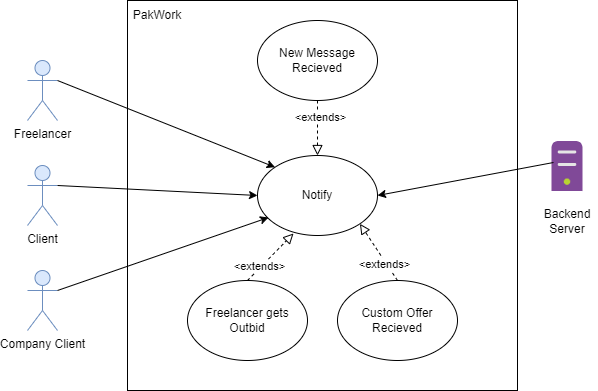 PakWork
New Message
Recieved
<extends>
Freelancer
Notify
Client
Backend
Server
<extends>
<extends>
Freelancer gets
Outbid
Custom Offer
Recieved
Company Client